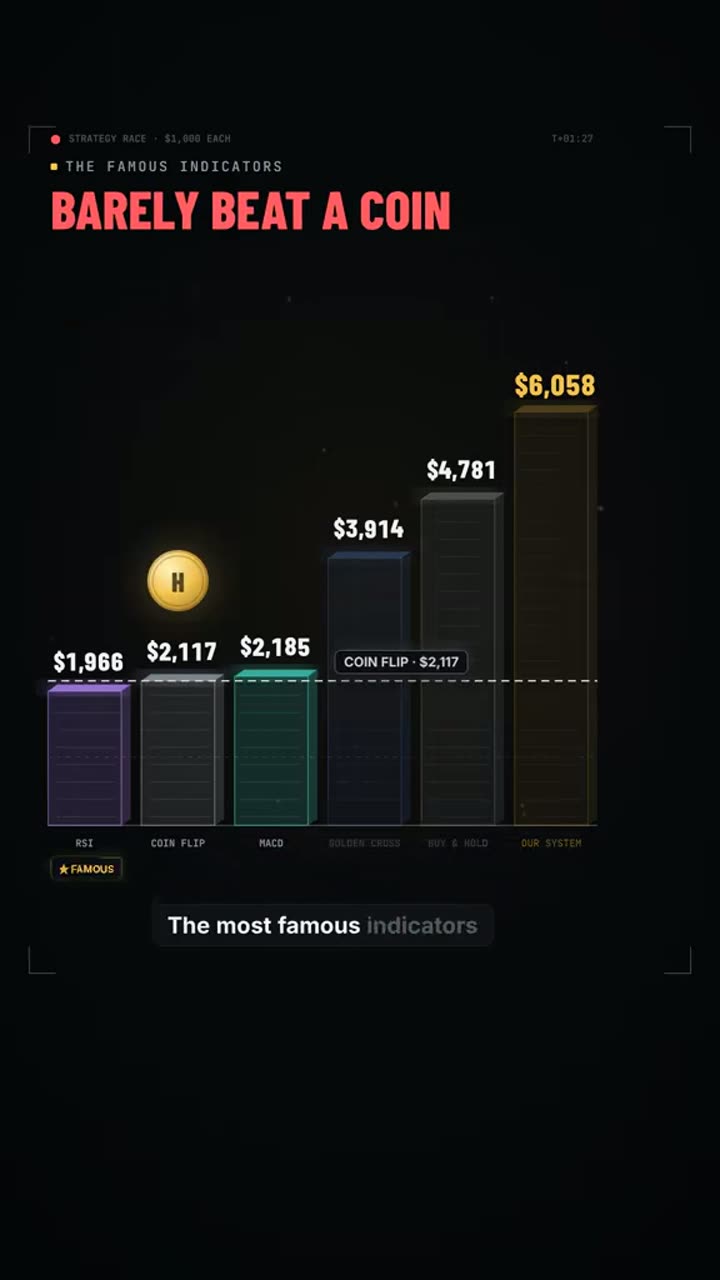 STRATEGY RACE · $1,000 EACH
T+01:27
THE FAMOUS INDICATORS
BARELY BEAT A COIN
$6,058
$4,781
$3,914
H
$2,185
$2,117
$1,966
COIN FLIP · $2,117
RSI
COIN FLIP
MACD
GOLDEN CROSS
BUY & HOLD
OUR SYSTEM
★ FAMOUS
The most famous indicators